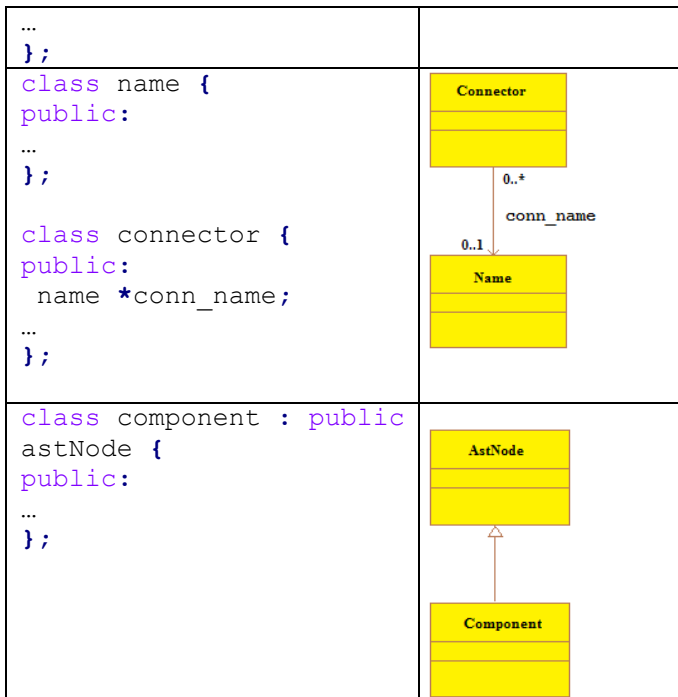 …
};
class name {
public:
…
};
class connector {
public:
name *conn_name;
…
};
Connector
0..*
conn_name
0..1
Name
class component : public
astNode {
public:
…
};
AstNode
Component